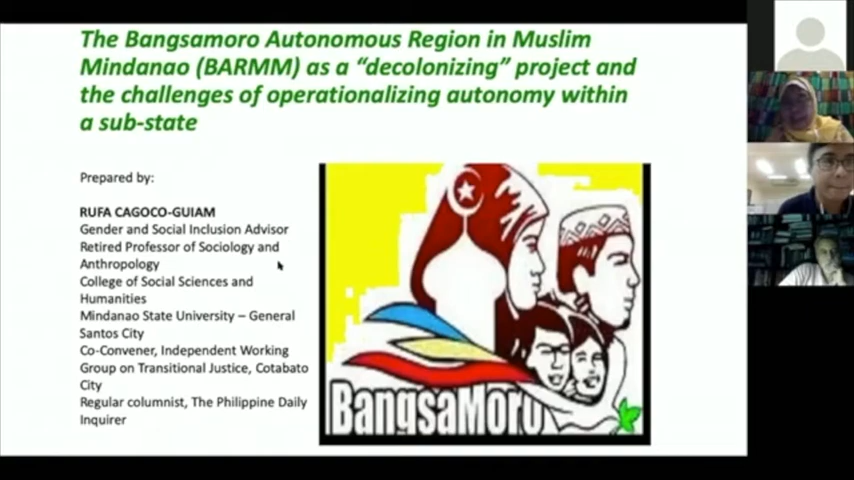 The Bangsamoro Autonomous Region in Muslim
Mindanao (BARMM) as a “decolonizing” project and
the challenges of operationalizing autonomy within
a sub-state
Prepared by:
RUFA CAGOCO-GUIAM
Gender and Social Inclusion Advisor
Retired Professor of Sociology and
Anthropology
College of Social Sciences and
Humanities
Mindanao State University – General
Santos City
Co-Convener, Independent Working
Group on Transitional Justice, Cotabato
City
Regular columnist, The Philippine Daily
Inquirer
BangsaMoro